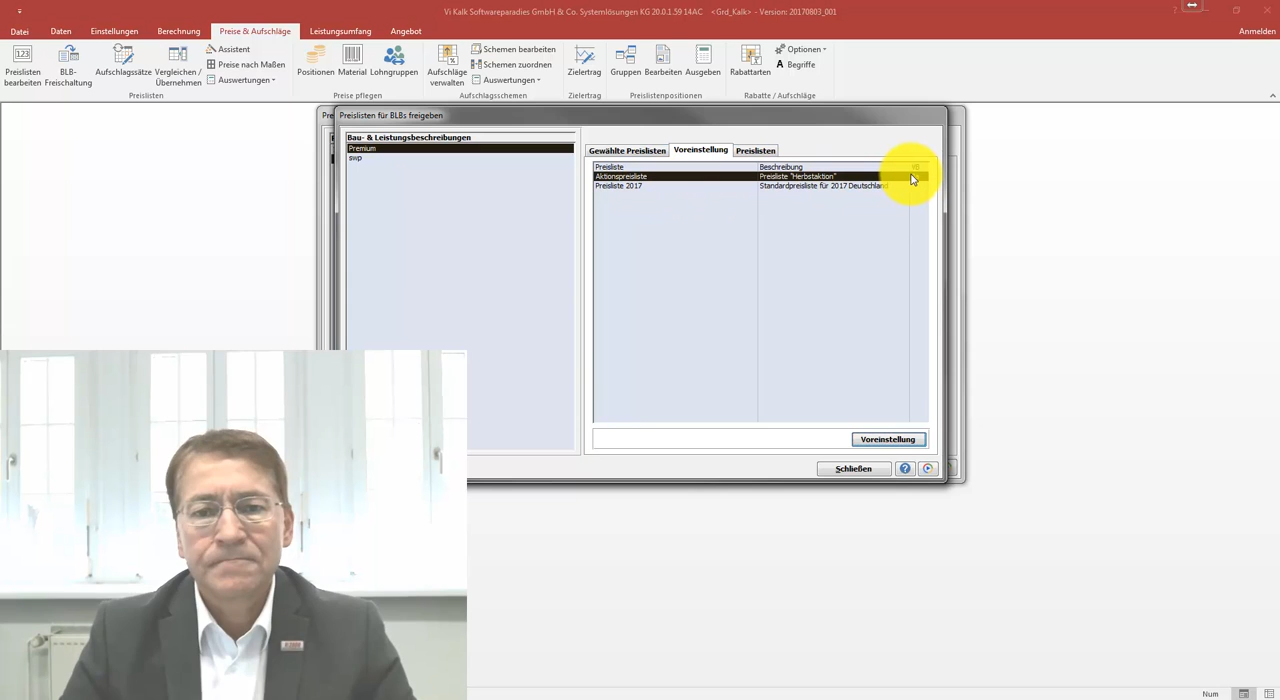 Vi Kalk Softwareparadies GmbH & Co. Systemlösungen KG 20.0.1.59 14AC <Grd_Kalk> - Version: 20170803_001
Datei Daten Einstellungen Berechnung Preise & Aufschläge Leistungsumfang Angebot Anmelden
Preislisten bearbeiten
BLB-Freischaltung
Aufschlagsätze
Vergleichen / Übernehmen
Assistent
Preise nach Maßen
Auswertungen
Preislisten
Positionen
Material
Lohngruppen
Preise pflegen
Aufschläge verwalten
Schemen bearbeiten
Schemen zuordnen
Auswertungen
Aufschlagsschemen
Zielertrag
Zielertrag
Gruppen
Bearbeiten
Ausgeben
Preislistenpositionen
Rabattarten
Optionen
Begriffe
Rabatte / Aufschläge
Pre
Preislisten für BLBs freigeben
Bau- & Leistungsbeschreibungen
Premium
swp
Gewählte Preislisten Voreinstellung Preislisten
Preisliste Beschreibung
Aktionspreisliste Preisliste "Herbstaktion"
Preisliste 2017 Standardpreisliste für 2017 Deutschland
Voreinstellung
Schließen
Num